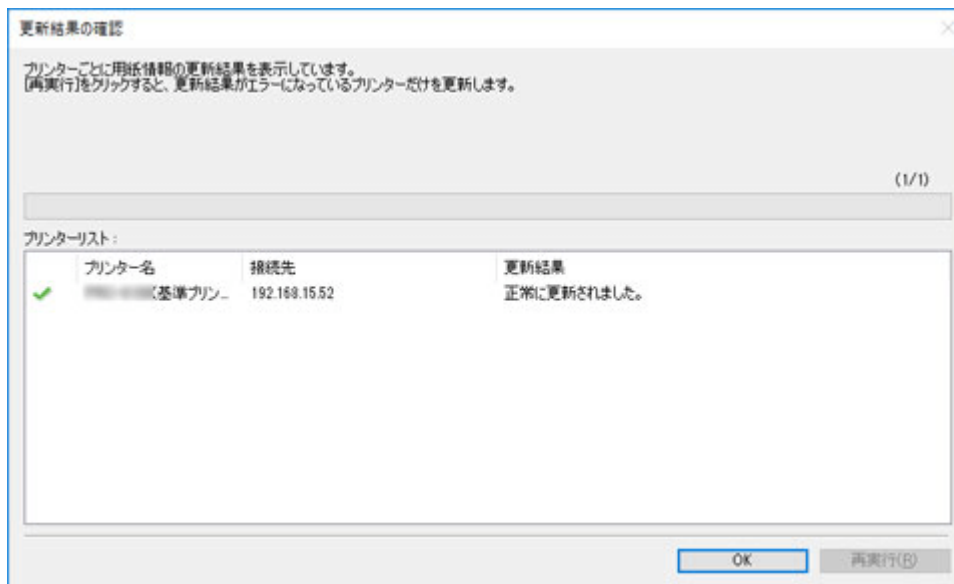 更新結果の確認
プリンターごとに用紙情報の更新結果を表示しています。
[再実行]をクリックすると、更新結果がエラーになっているプリンターだけを更新します。
(1/1)
プリンターリスト：
プリンター名 接続先 更新結果
(基準プリン... 192.168.15.52 正常に更新されました。
OK 再実行(R)